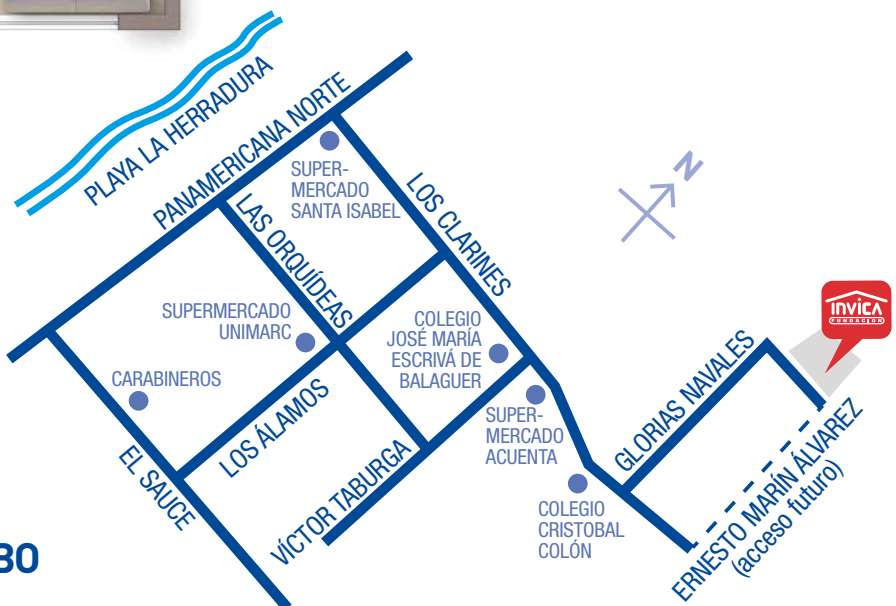 PLAYA LA HERRADURA
PANAMERICANA NORTE
SUPER-
MERCADO
SANTA ISABEL
LOS CLARINES
N
LAS ORQUÍDEAS
SUPERMERCADO
UNIMARC
COLEGIO
JOSÉ MARÍA
ESCRIVÁ DE
BALAGUER
INVICA
FUNDACION
CARABINEROS
LOS ÁLAMOS
EL SAUCE
VÍCTOR TABURGA
SUPER-
MERCADO
ACUENTA
GLORIAS NAVALES
COLEGIO
CRISTOBAL
COLÓN
ERNESTO MARÍN ÁLVAREZ
(acceso futuro)